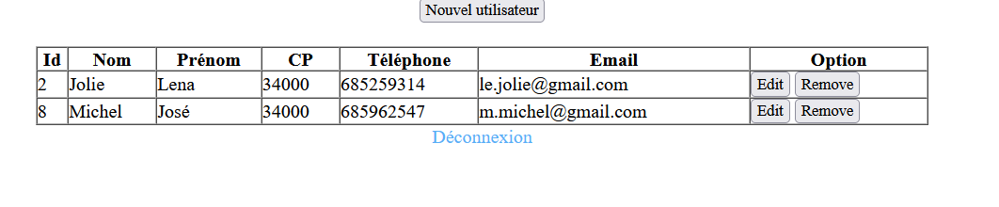 Nouvel utilisateur
Id Nom Prénom CP Téléphone Email Option
2 Jolie Lena 34000 685259314 le.jolie@gmail.com Edit Remove
8 Michel José 34000 685962547 m.michel@gmail.com Edit Remove
Déconnexion